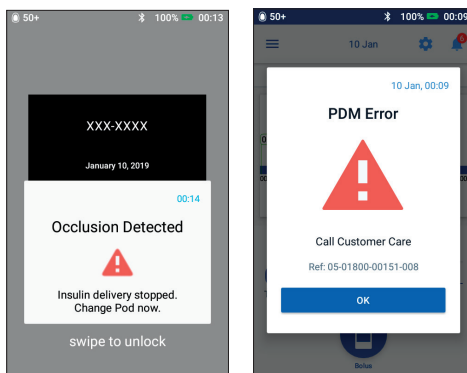 50+
100%
00:13
XXX-XXXX
January 10, 2019
00:14
Occlusion Detected
Insulin delivery stopped.
Change Pod now.
swipe to unlock
50+
100%
00:09
10 Jan
6
10 Jan, 00:09
PDM Error
Call Customer Care
Ref: 05-01800-00151-008
OK
Bolus